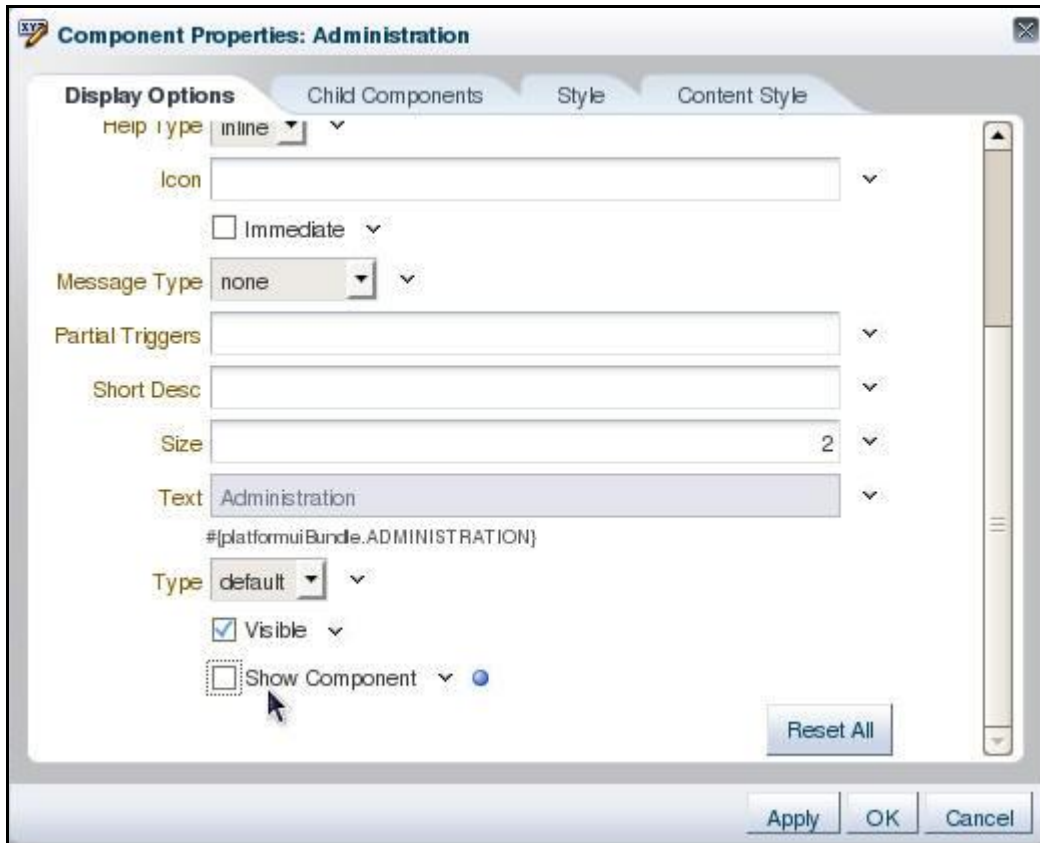 Component Properties: Administration
Display Options Child Components Style Content Style
Help Type inline
Icon
Immediate
Message Type none
Partial Triggers
Short Desc
Size 2
Text Administration
#{platformuiBundle.ADMINISTRATION}
Type default
Visible
Show Component
Reset All
Apply OK Cancel